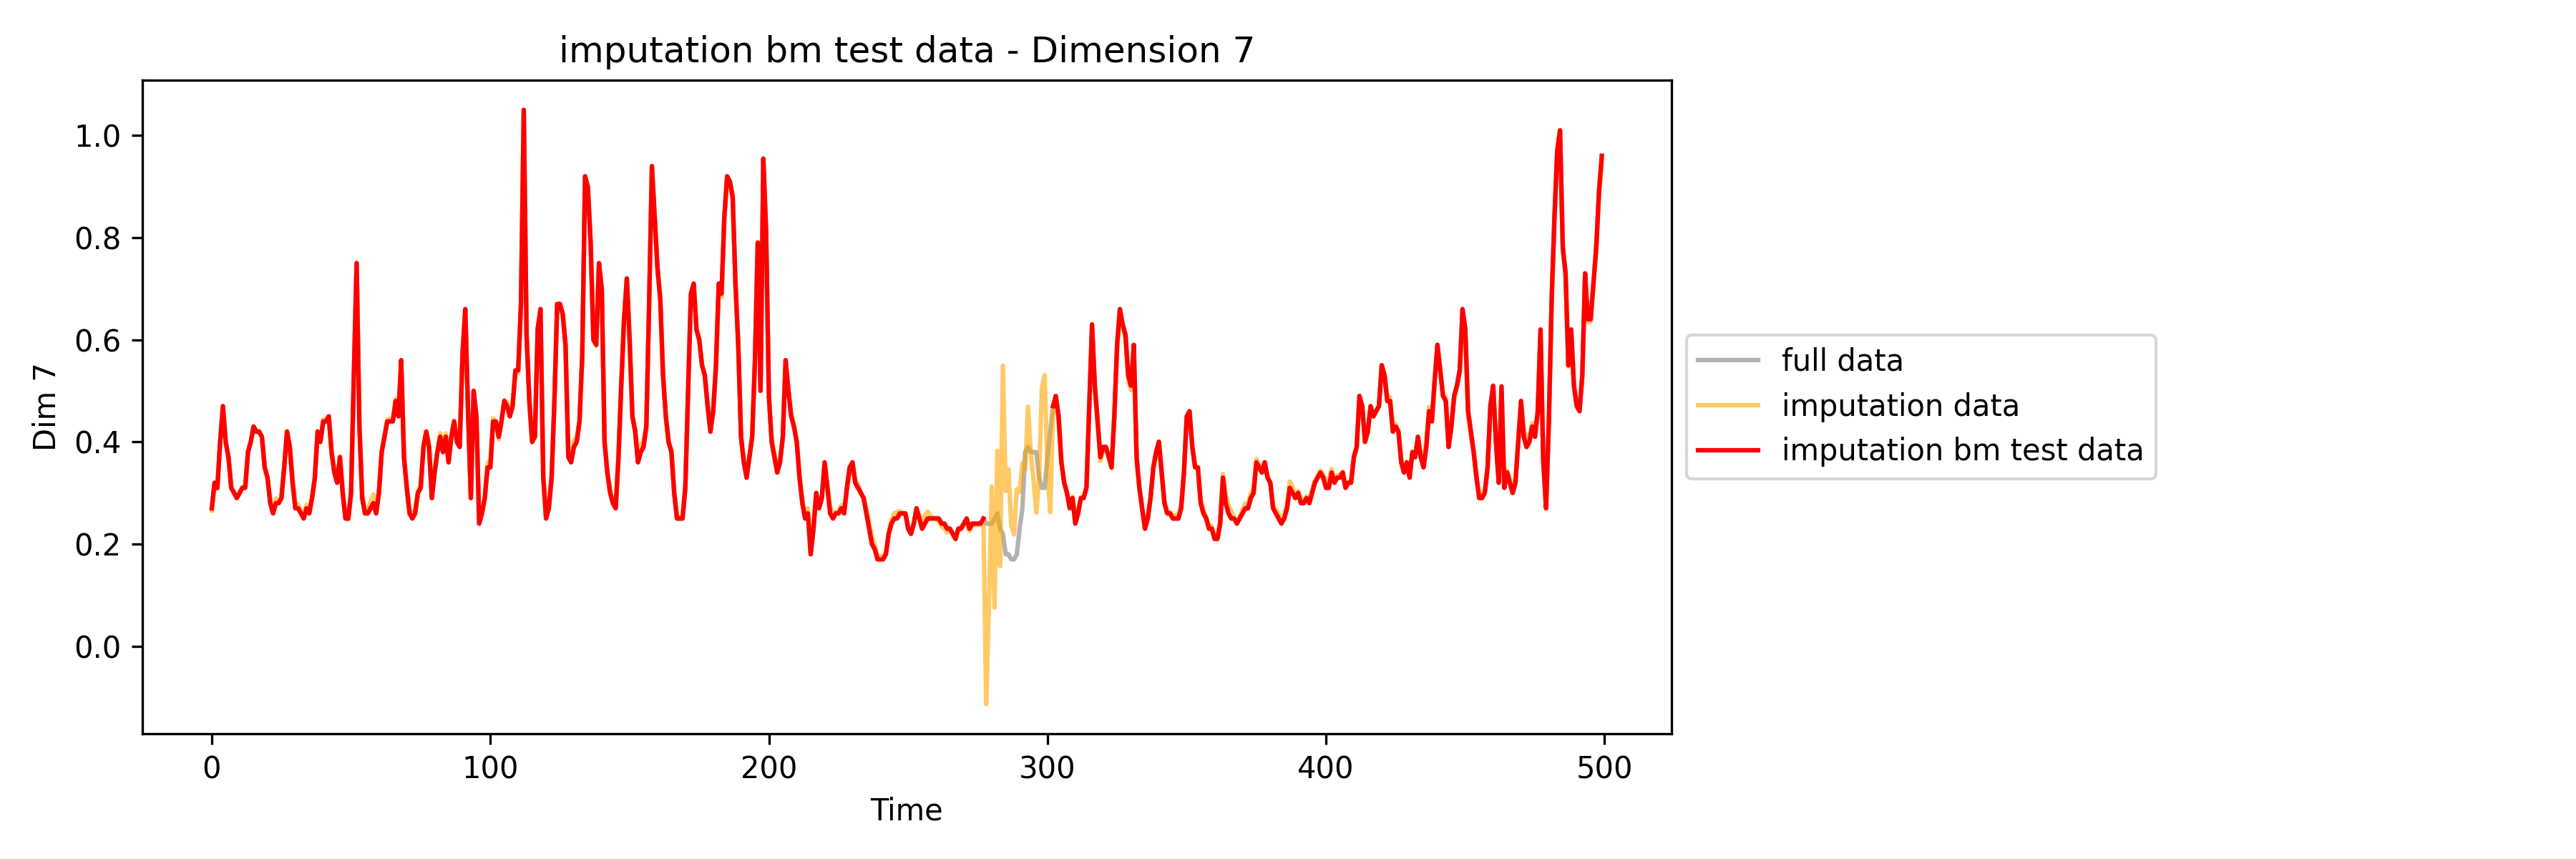 imputation bm test data - Dimension 7
1.0
0.8
0.6
0.4
0.2
0.0
Dim 7
0 100 200 300 400 500
Time
full data
imputation data
imputation bm test data